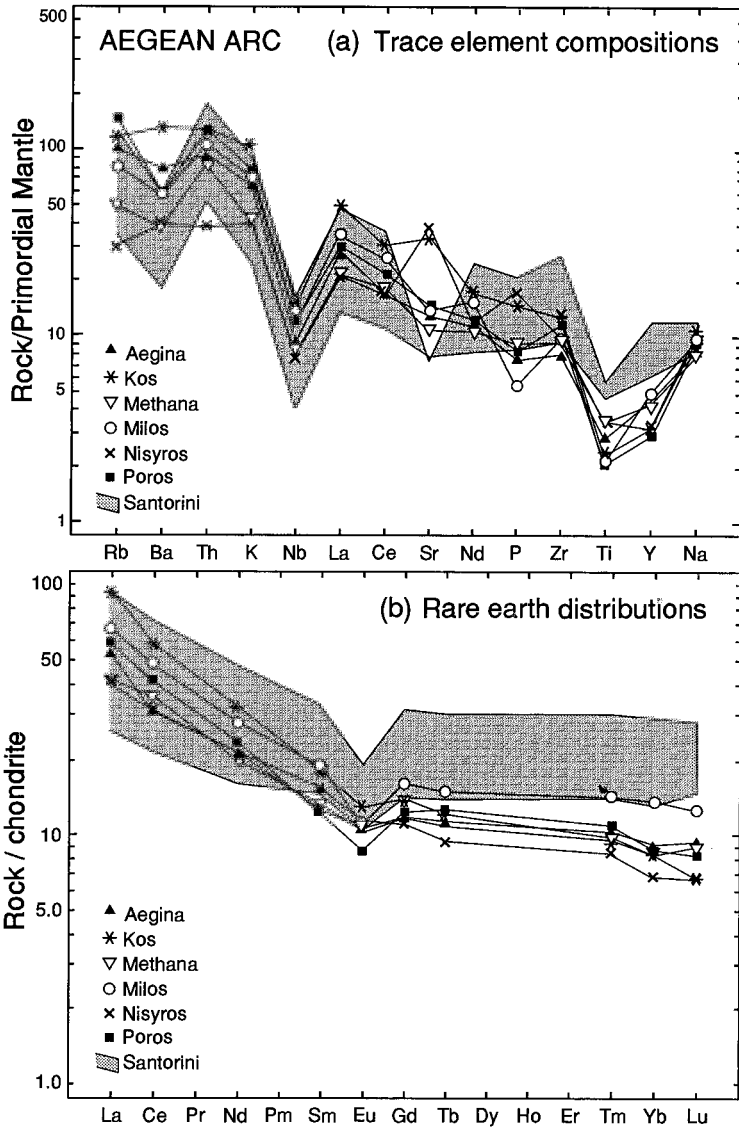 AEGEAN ARC (a) Trace element compositions
Rock/Primordial Mantle
500
100
50
10
5
1
Aegina
Kos
Methana
Milos
Nisyros
Poros
Santorini
Rb Ba Th K Nb La Ce Sr Nd P Zr Ti Y Na
(b) Rare earth distributions
Rock / chondrite
100
50
10
5.0
1.0
Aegina
Kos
Methana
Milos
Nisyros
Poros
Santorini
La Ce Pr Nd Pm Sm Eu Gd Tb Dy Ho Er Tm Yb Lu